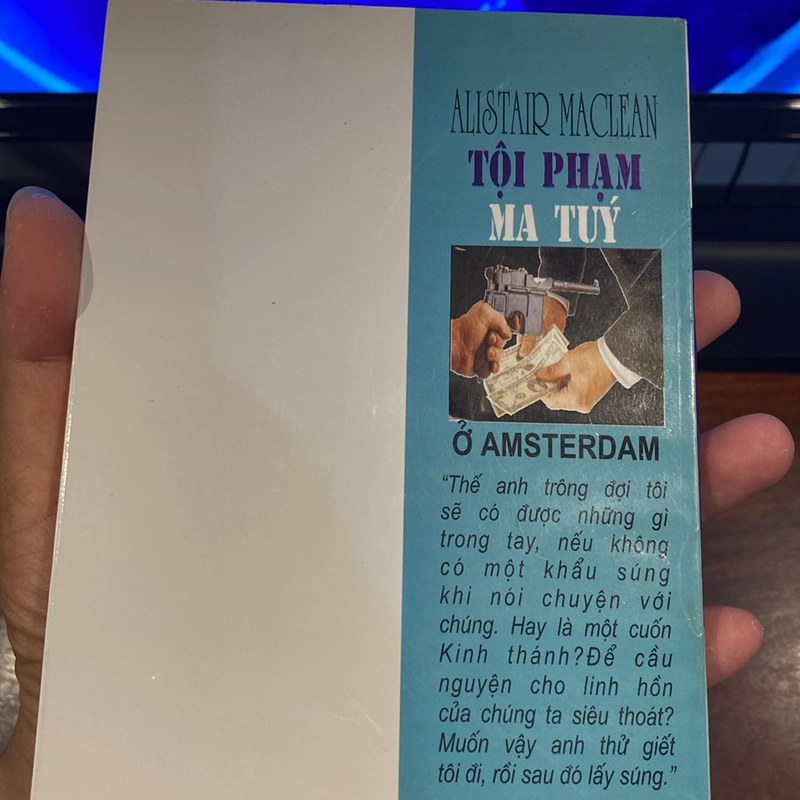 ALISTAIR MACLEAN
TỘI PHẠM
MA TUÝ
Ở AMSTERDAM
“Thế anh trông đợi tôi
sẽ có được những gì
trong tay, nếu không
có một khẩu súng
khi nói chuyện với
chúng. Hay là một cuốn
Kinh thánh?Để cầu
nguyện cho linh hồn
của chúng ta siêu thoát?
Muốn vậy anh thử giết
tôi đi, rồi sau đó lấy súng.”